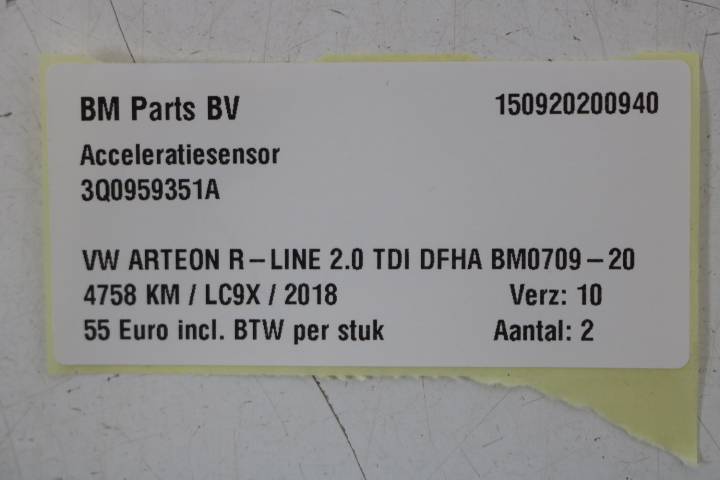 BM Parts BV 150920200940
Acceleratiesensor
3Q0959351A
VW ARTEON R-LINE 2.0 TDI DFHA BM0709-20
4758 KM / LC9X / 2018 Verz: 10
55 Euro incl. BTW per stuk Aantal: 2